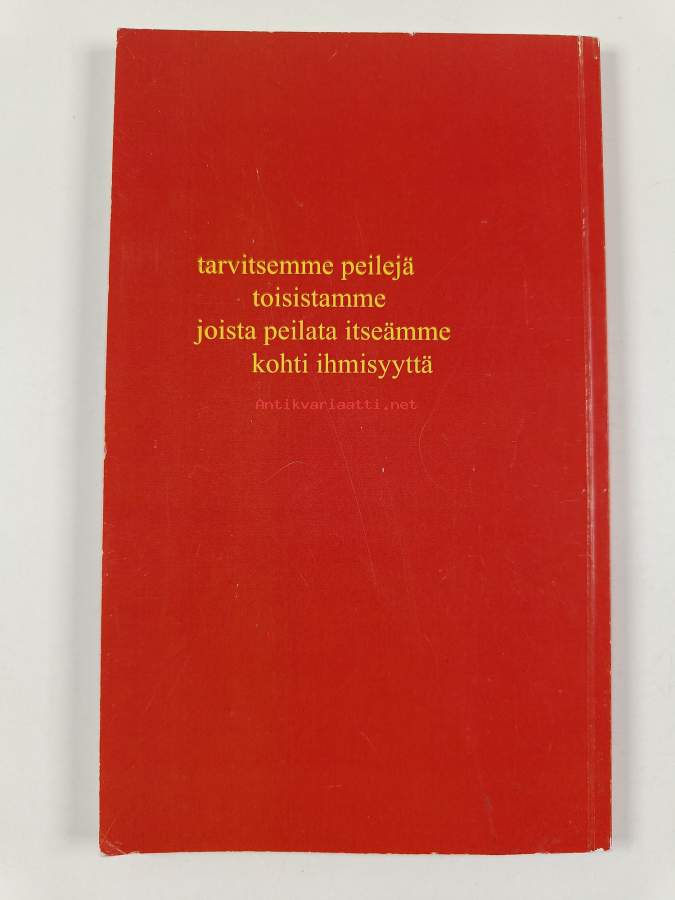 tarvitsemme peilejä
toisistamme
joista peilata itseämme
kohti ihmisyyttä
Antikvariaatti.net